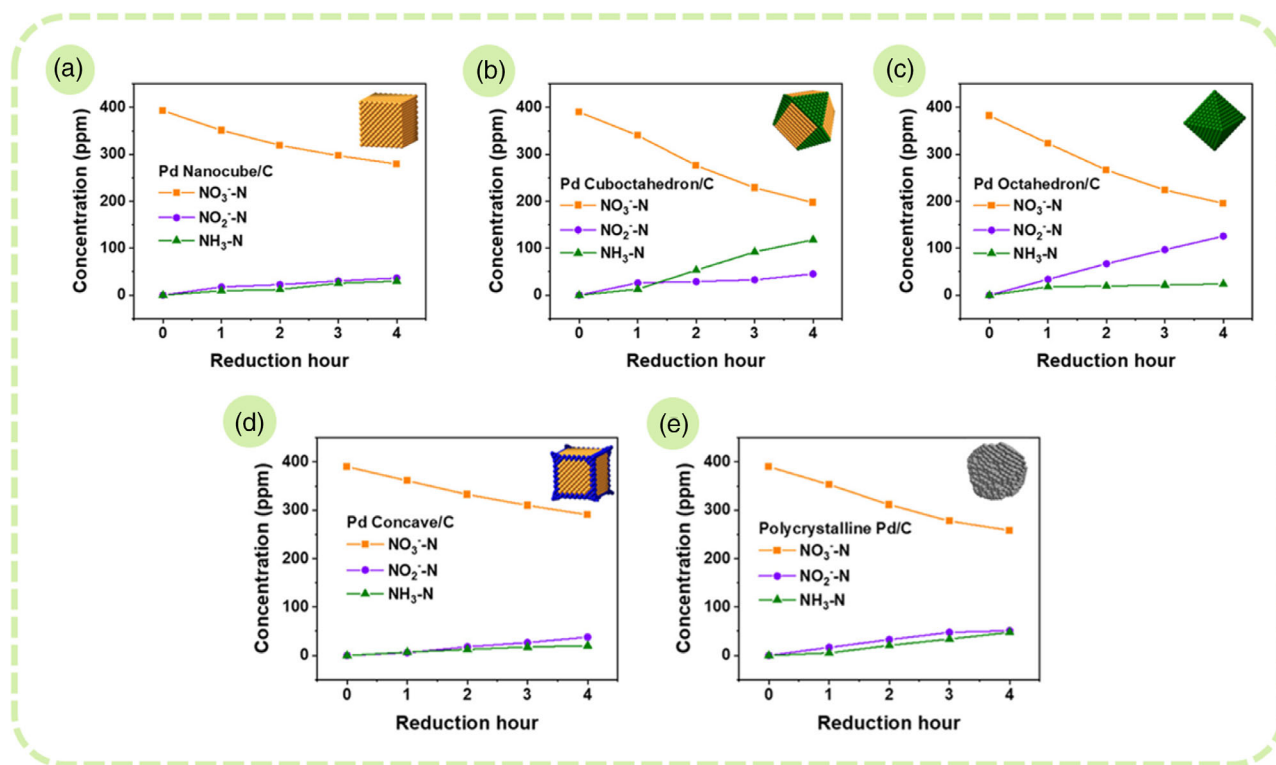 (a)
Concentration (ppm)
400
300
200
100
0
Pd Nanocube/C
NO₃⁻-N
NO₂⁻-N
NH₃-N
0 1 2 3 4
Reduction hour
(b)
Concentration (ppm)
400
300
200
100
0
Pd Cuboctahedron/C
NO₃⁻-N
NO₂⁻-N
NH₃-N
0 1 2 3 4
Reduction hour
(c)
Concentration (ppm)
400
300
200
100
0
Pd Octahedron/C
NO₃⁻-N
NO₂⁻-N
NH₃-N
0 1 2 3 4
Reduction hour
(d)
Concentration (ppm)
400
300
200
100
0
Pd Concave/C
NO₃⁻-N
NO₂⁻-N
NH₃-N
0 1 2 3 4
Reduction hour
(e)
Concentration (ppm)
400
300
200
100
0
Polycrystalline Pd/C
NO₃⁻-N
NO₂⁻-N
NH₃-N
0 1 2 3 4
Reduction hour